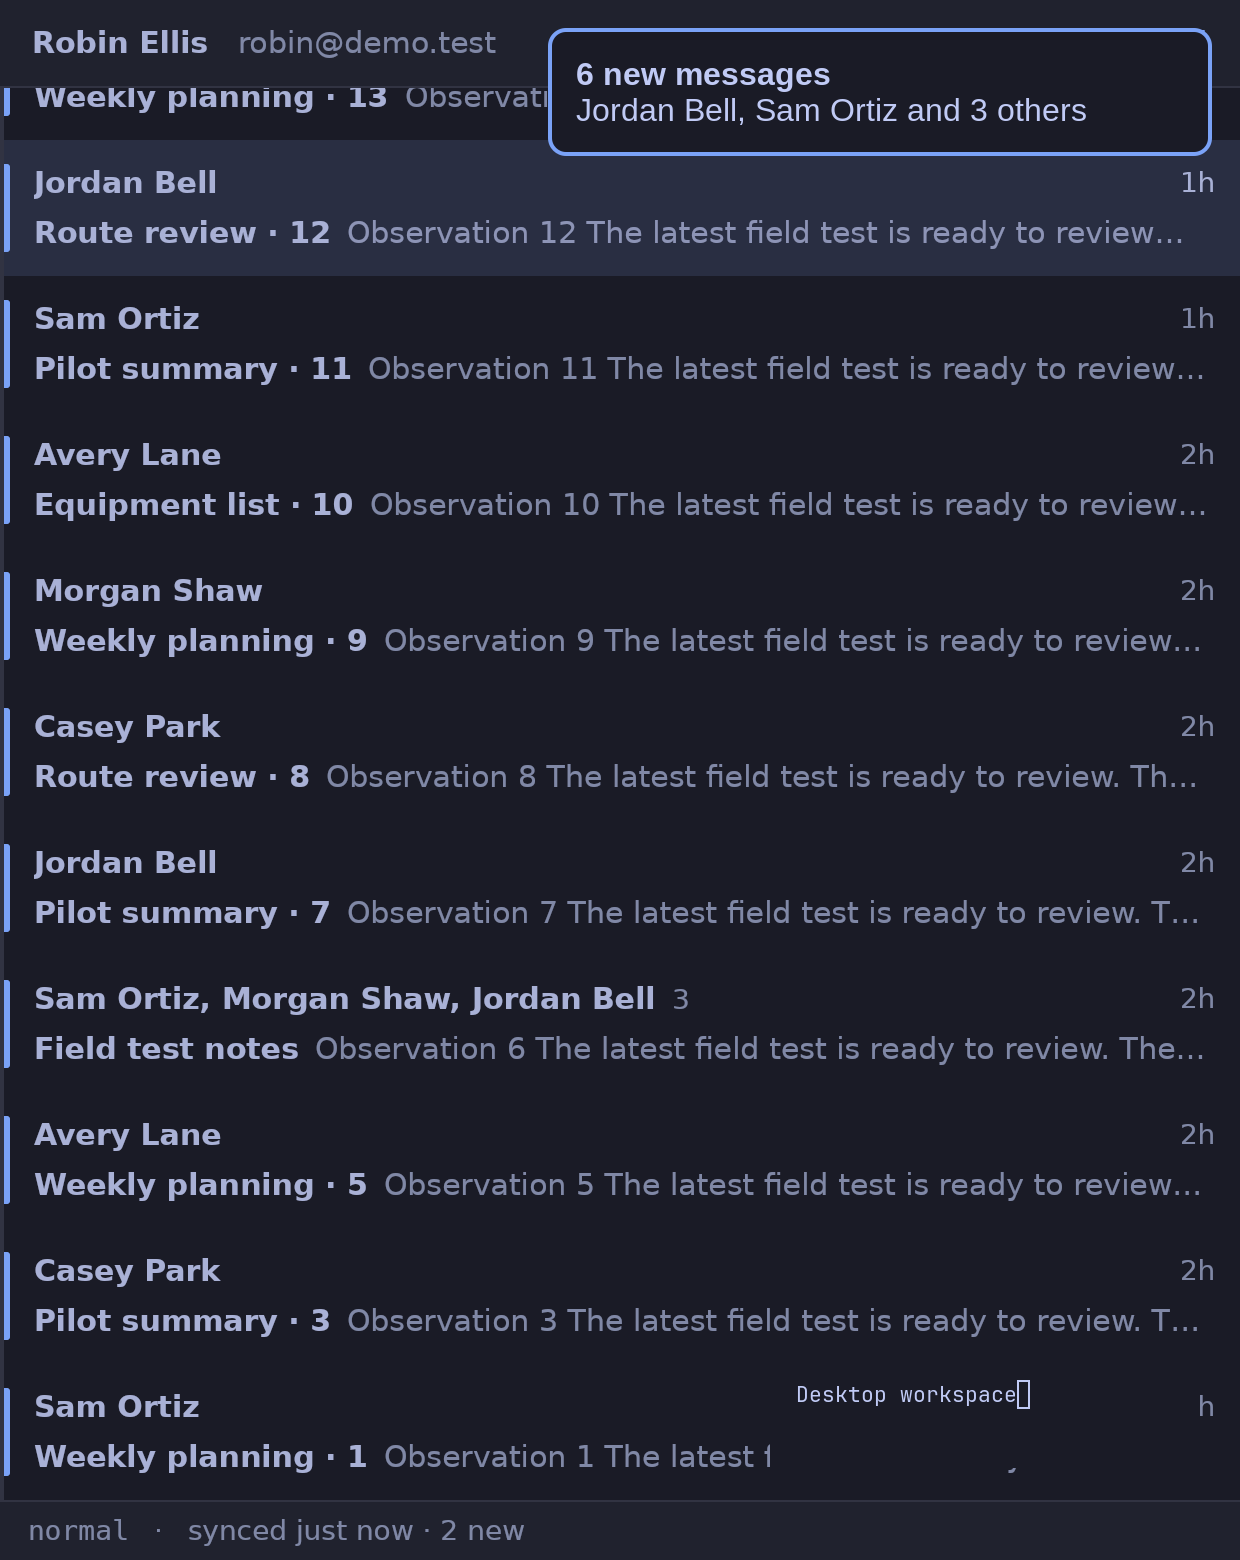 Robin Ellis robin@demo.test
6 new messages
Jordan Bell, Sam Ortiz and 3 others
Weekly planning · 13
Jordan Bell 1h
Route review · 12 Observation 12 The latest field test is ready to review…
Sam Ortiz 1h
Pilot summary · 11 Observation 11 The latest field test is ready to review…
Avery Lane 2h
Equipment list · 10 Observation 10 The latest field test is ready to review…
Morgan Shaw 2h
Weekly planning · 9 Observation 9 The latest field test is ready to review…
Casey Park 2h
Route review · 8 Observation 8 The latest field test is ready to review. Th…
Jordan Bell 2h
Pilot summary · 7 Observation 7 The latest field test is ready to review. T…
Sam Ortiz, Morgan Shaw, Jordan Bell 3 2h
Field test notes Observation 6 The latest field test is ready to review. The…
Avery Lane 2h
Weekly planning · 5 Observation 5 The latest field test is ready to review…
Casey Park 2h
Pilot summary · 3 Observation 3 The latest field test is ready to review. T…
Desktop workspace
Sam Ortiz h
Weekly planning · 1 Observation 1 The latest
normal · synced just now · 2 new